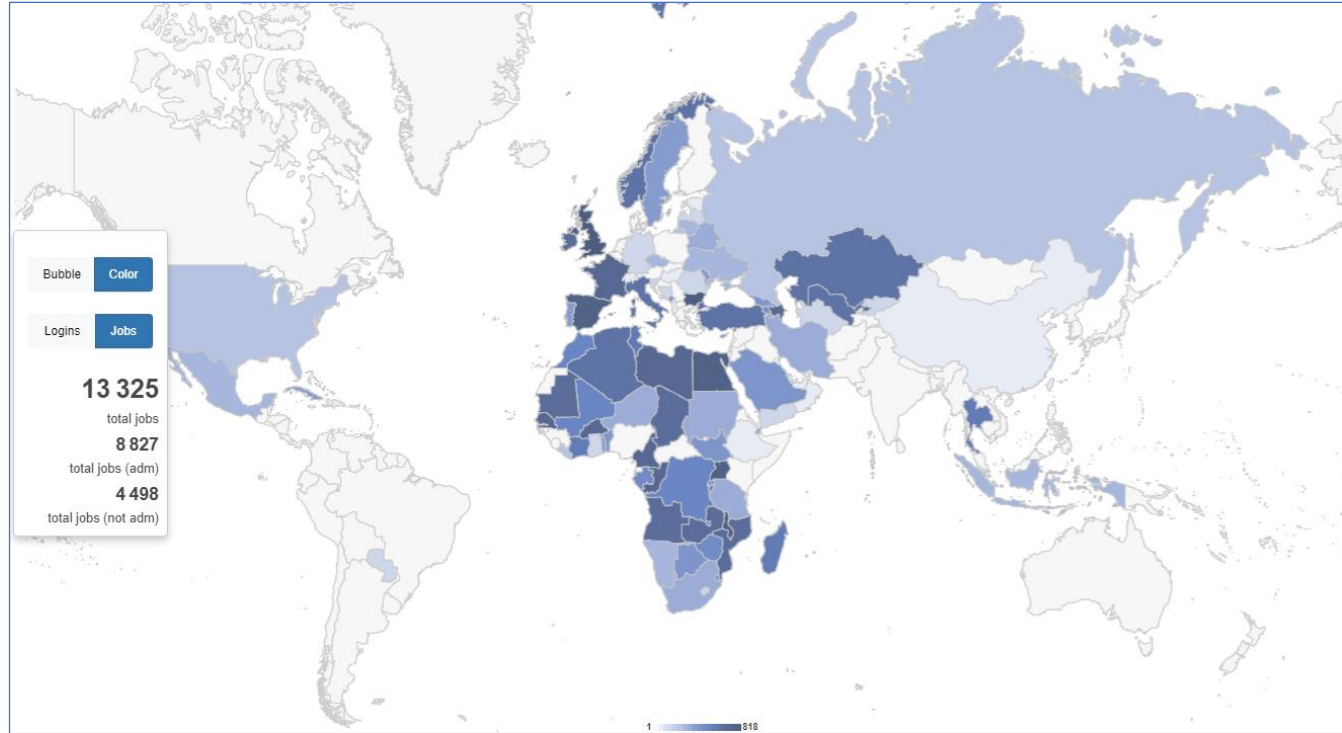 Bubble Color
Logins Jobs
13 325
total jobs
8 827
total jobs (adm)
4 498
total jobs (not adm)
1 818